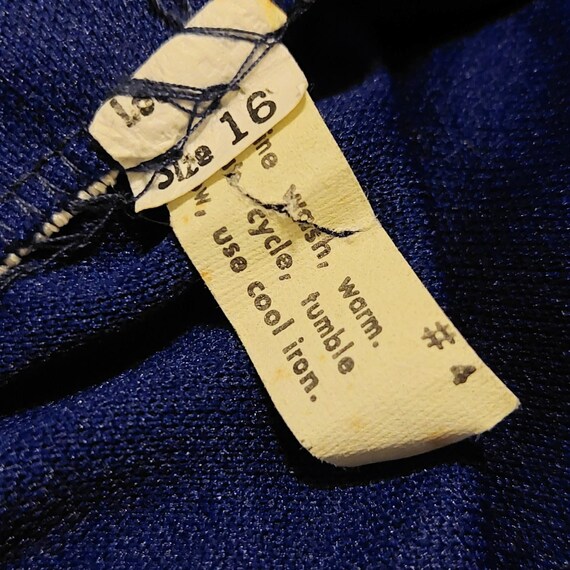 Size 16
wash, warm.
cycle, tumble
use cool iron.
# 4